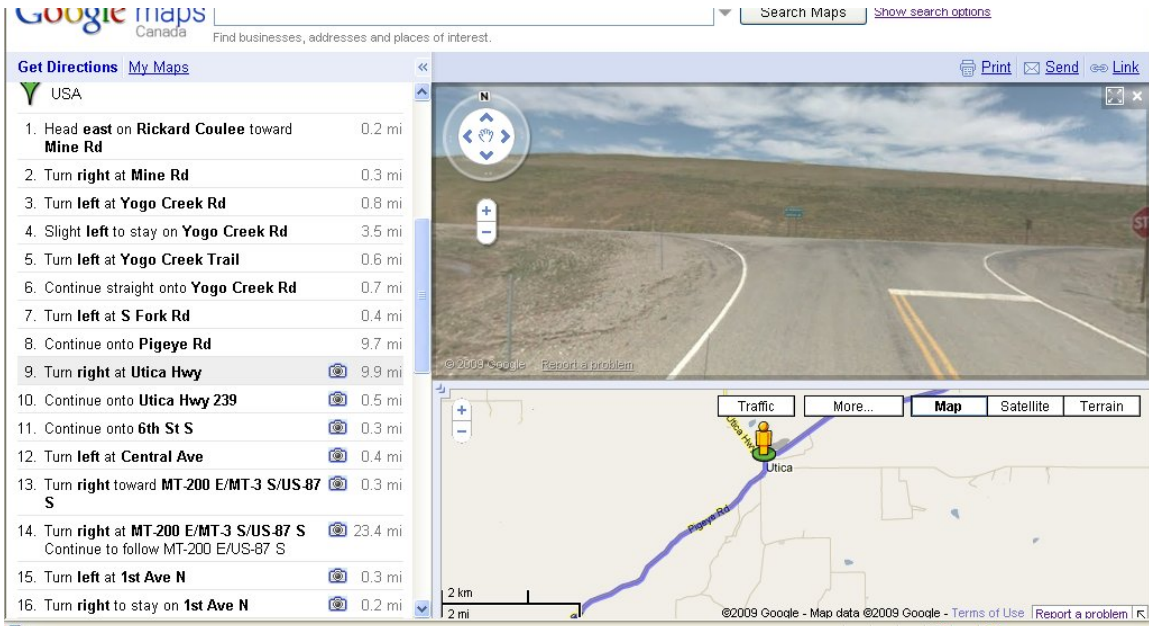 Google maps
Canada
Search Maps
Show search options
Find businesses, addresses and places of interest.
Get Directions My Maps
«
Print Send Link
USA
1. Head east on Rickard Coulee toward Mine Rd 0.2 mi
2. Turn right at Mine Rd 0.3 mi
3. Turn left at Yogo Creek Rd 0.8 mi
4. Slight left to stay on Yogo Creek Rd 3.5 mi
5. Turn left at Yogo Creek Trail 0.6 mi
6. Continue straight onto Yogo Creek Rd 0.7 mi
7. Turn left at S Fork Rd 0.4 mi
8. Continue onto Pigeye Rd 9.7 mi
9. Turn right at Utica Hwy 9.9 mi
10. Continue onto Utica Hwy 239 0.5 mi
11. Continue onto 6th St S 0.3 mi
12. Turn left at Central Ave 0.4 mi
13. Turn right toward MT-200 E/MT-3 S/US-87 S 0.3 mi
14. Turn right at MT-200 E/MT-3 S/US-87 S 23.4 mi
Continue to follow MT-200 E/US-87 S
15. Turn left at 1st Ave N 0.3 mi
16. Turn right to stay on 1st Ave N 0.2 mi
N
ST
© 2009 Google Report a problem
Traffic More... Map Satellite Terrain
Utica Hwy
Utica
Pigeye Rd
2 km
2 mi
©2009 Google - Map data ©2009 Google - Terms of Use Report a problem